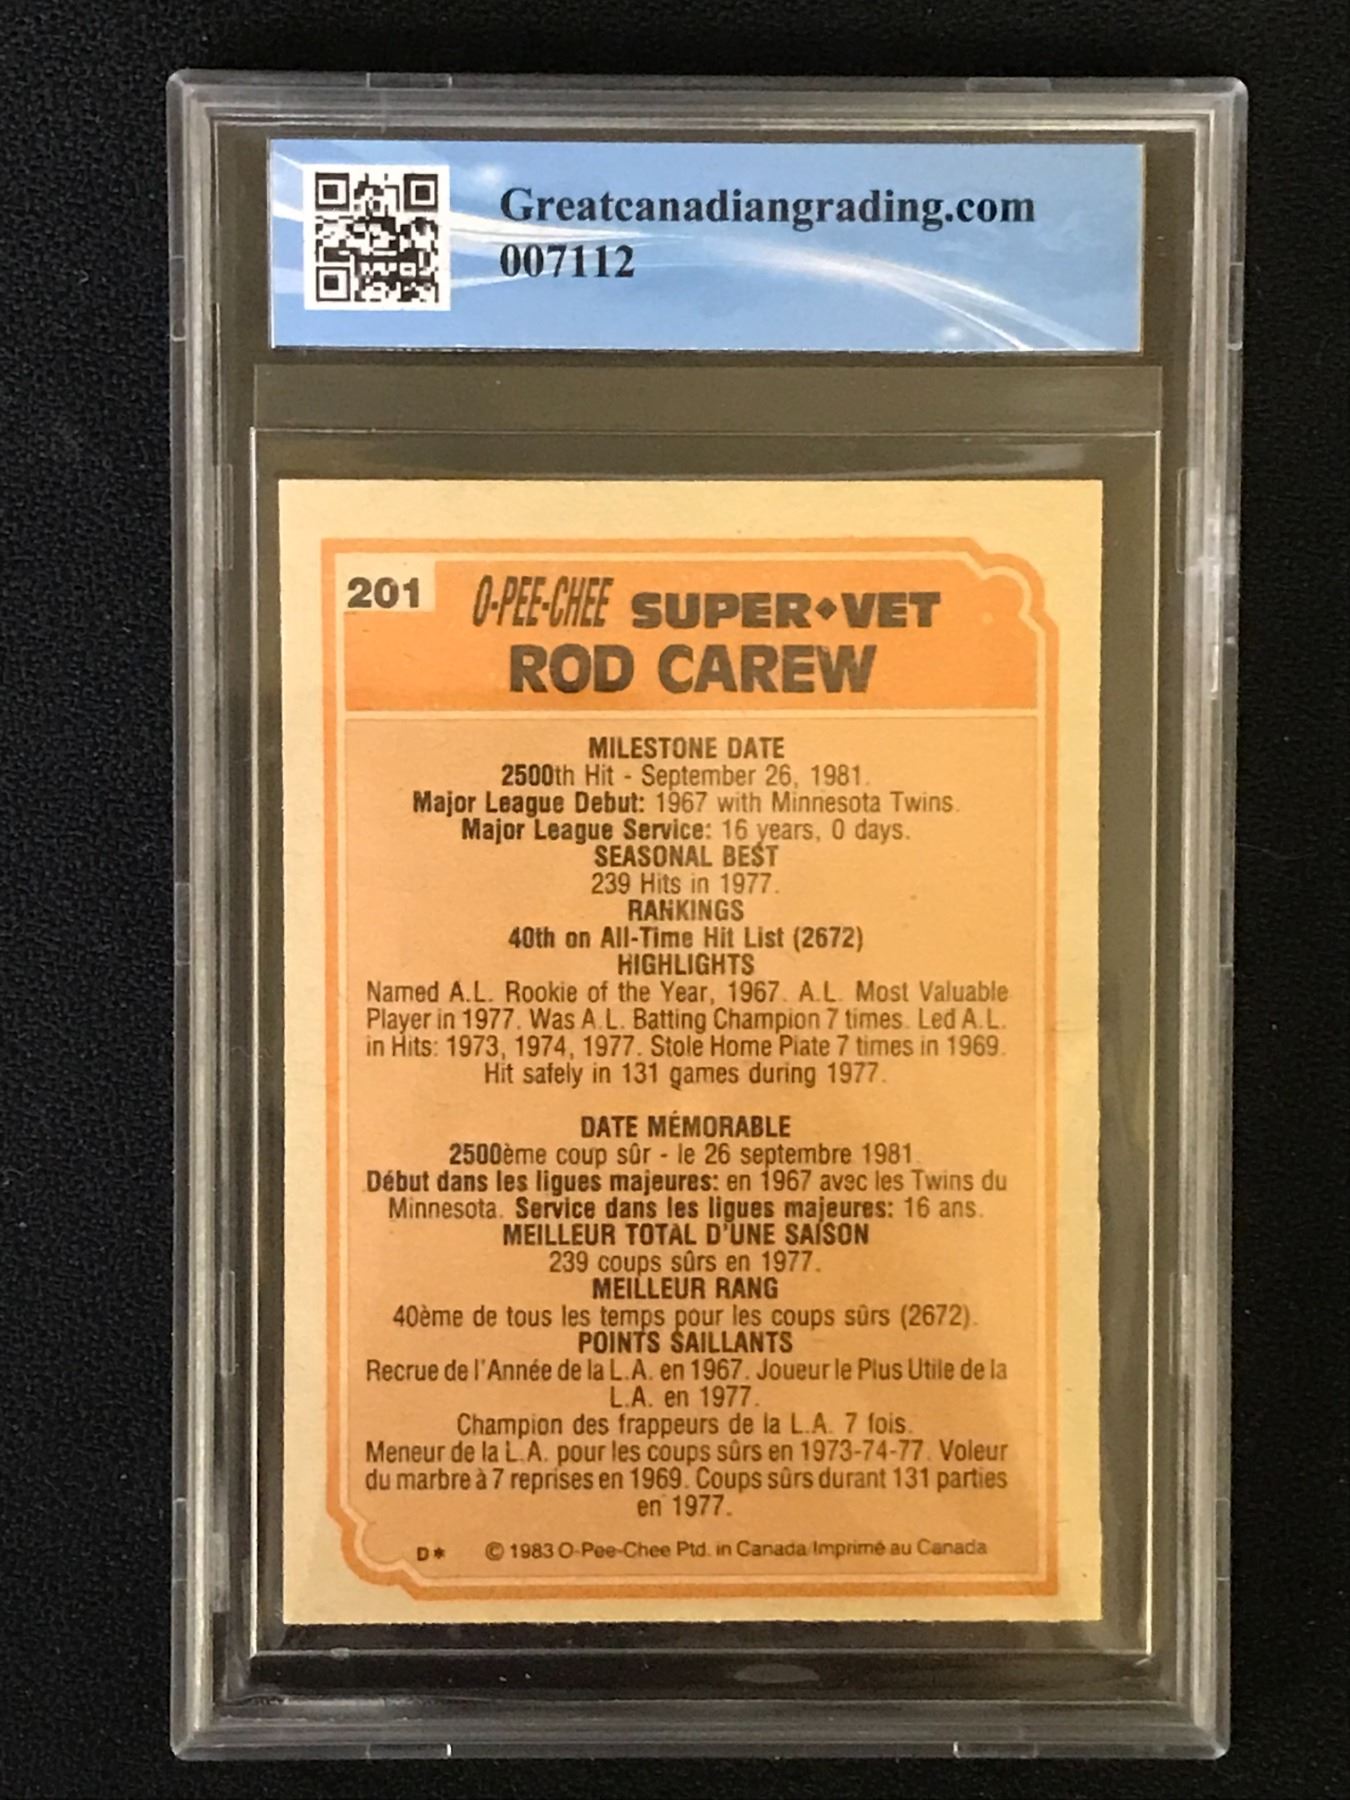 Greatcanadiangrading.com
007112
201 O-PEE-CHEE SUPER◆VET
ROD CAREW
MILESTONE DATE
2500th Hit - September 26, 1981.
Major League Debut: 1967 with Minnesota Twins.
Major League Service: 16 years, 0 days.
SEASONAL BEST
239 Hits in 1977.
RANKINGS
40th on All-Time Hit List (2672)
HIGHLIGHTS
Named A.L. Rookie of the Year, 1967. A.L. Most Valuable
Player in 1977. Was A.L. Batting Champion 7 times. Led A.L.
in Hits: 1973, 1974, 1977. Stole Home Plate 7 times in 1969.
Hit safely in 131 games during 1977.
DATE MÉMORABLE
2500ème coup sûr - le 26 septembre 1981.
Début dans les ligues majeures: en 1967 avec les Twins du
Minnesota. Service dans les ligues majeures: 16 ans.
MEILLEUR TOTAL D'UNE SAISON
239 coups sûrs en 1977.
MEILLEUR RANG
40ème de tous les temps pour les coups sûrs (2672).
POINTS SAILLANTS
Recrue de l'Année de la L.A. en 1967. Joueur le Plus Utile de la
L.A. en 1977.
Champion des frappeurs de la L.A. 7 fois.
Meneur de la L.A. pour les coups sûrs en 1973-74-77. Voleur
du marbre à 7 reprises en 1969. Coups sûrs durant 131 parties
en 1977.
D* © 1983 O-Pee-Chee Ptd. in Canada/Imprimé au Canada